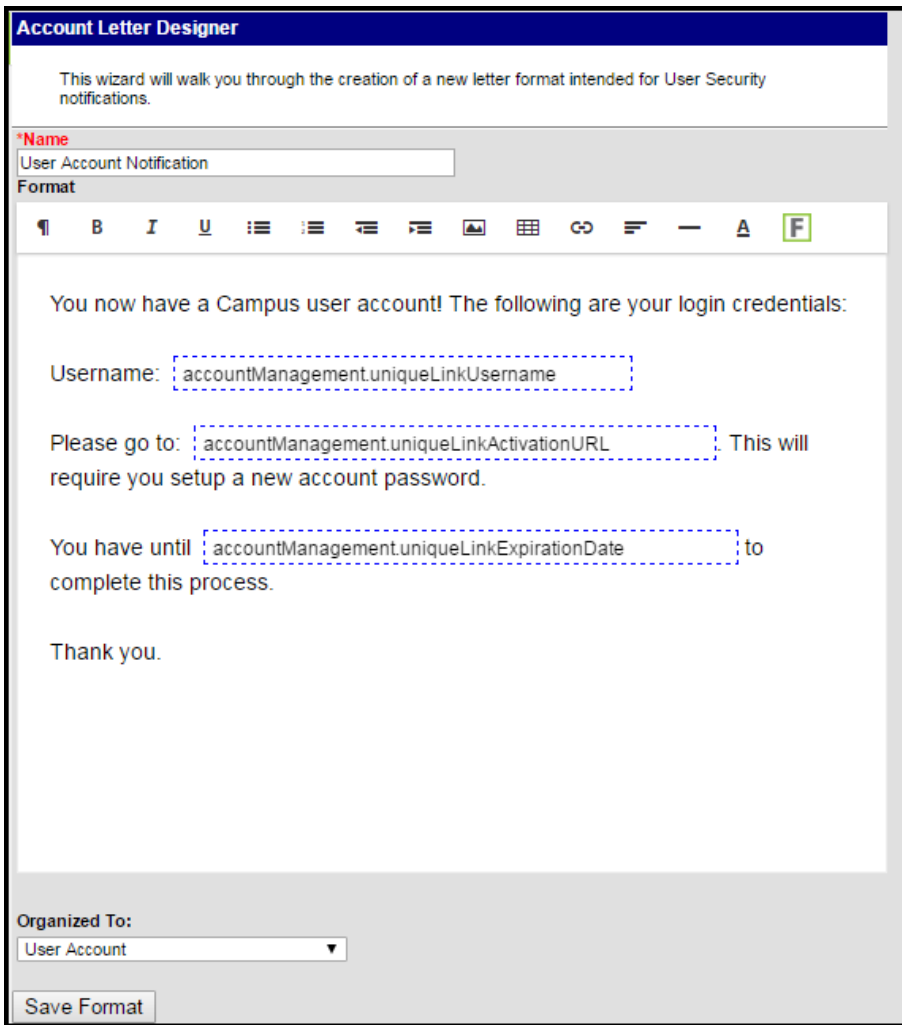 Account Letter Designer
This wizard will walk you through the creation of a new letter format intended for User Security
notifications.
*Name
User Account Notification
Format
¶ B I U A F
You now have a Campus user account! The following are your login credentials:
Username: accountManagement.uniqueLinkUsername
Please go to: accountManagement.uniqueLinkActivationURL. This will
require you setup a new account password.
You have until accountManagement.uniqueLinkExpirationDate to
complete this process.
Thank you.
Organized To:
User Account
Save Format